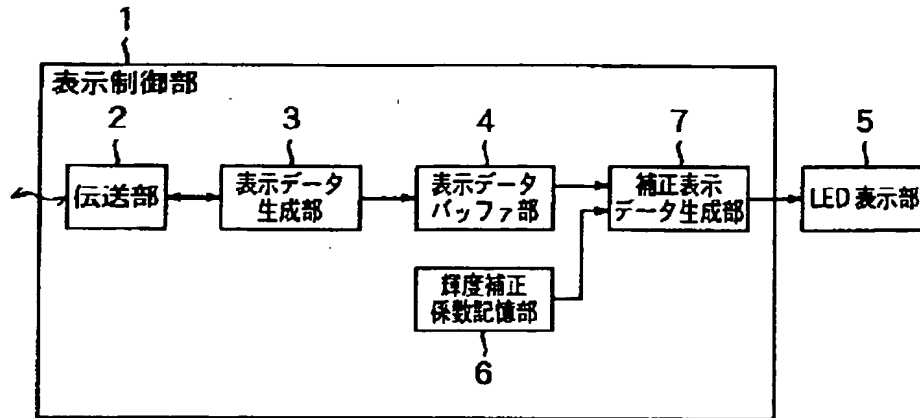 1
表示制御部
2
3
4
7
5
伝送部
表示データ
生成部
表示データ
バッファ部
補正表示
データ生成部
LED表示部
輝度補正
係数記憶部
6